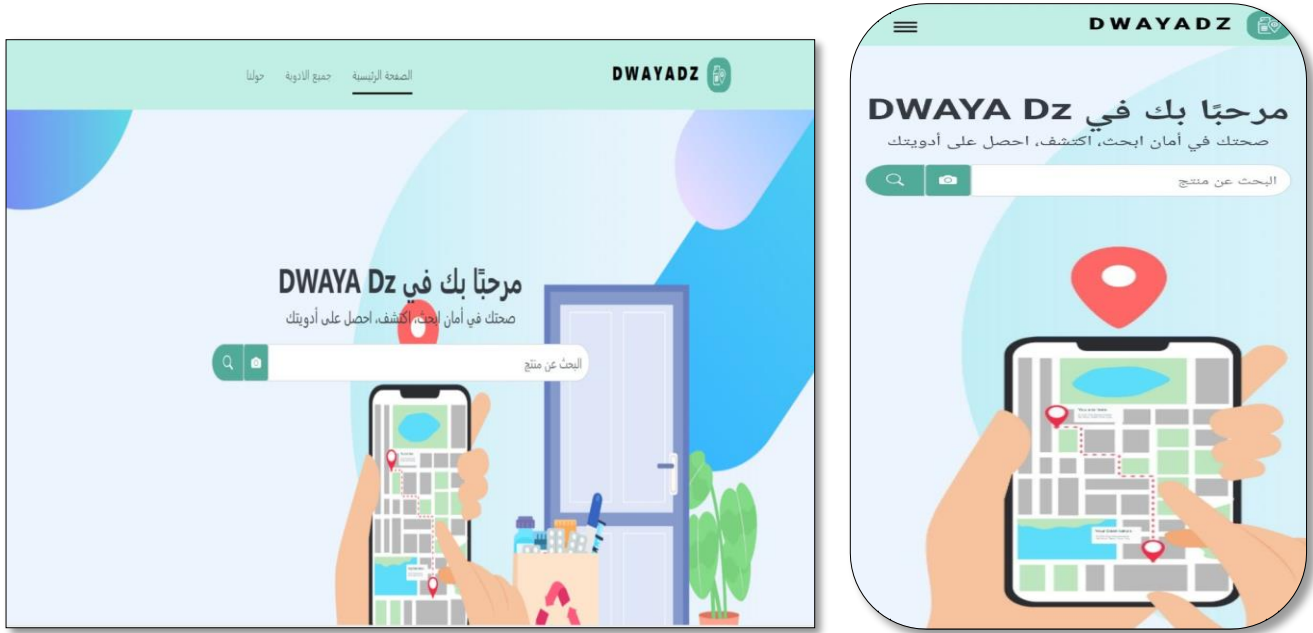 DWAYADZ
الصفحة الرئيسية
جميع الادوية
حولنا
مرحبًا بك في DWAYA Dz
صحتك في أمان ابحث، اكتشف، احصل على أدويتك
البحث عن منتج
DWAYADZ
مرحبًا بك في DWAYA Dz
صحتك في أمان ابحث، اكتشف، احصل على أدويتك
البحث عن منتج